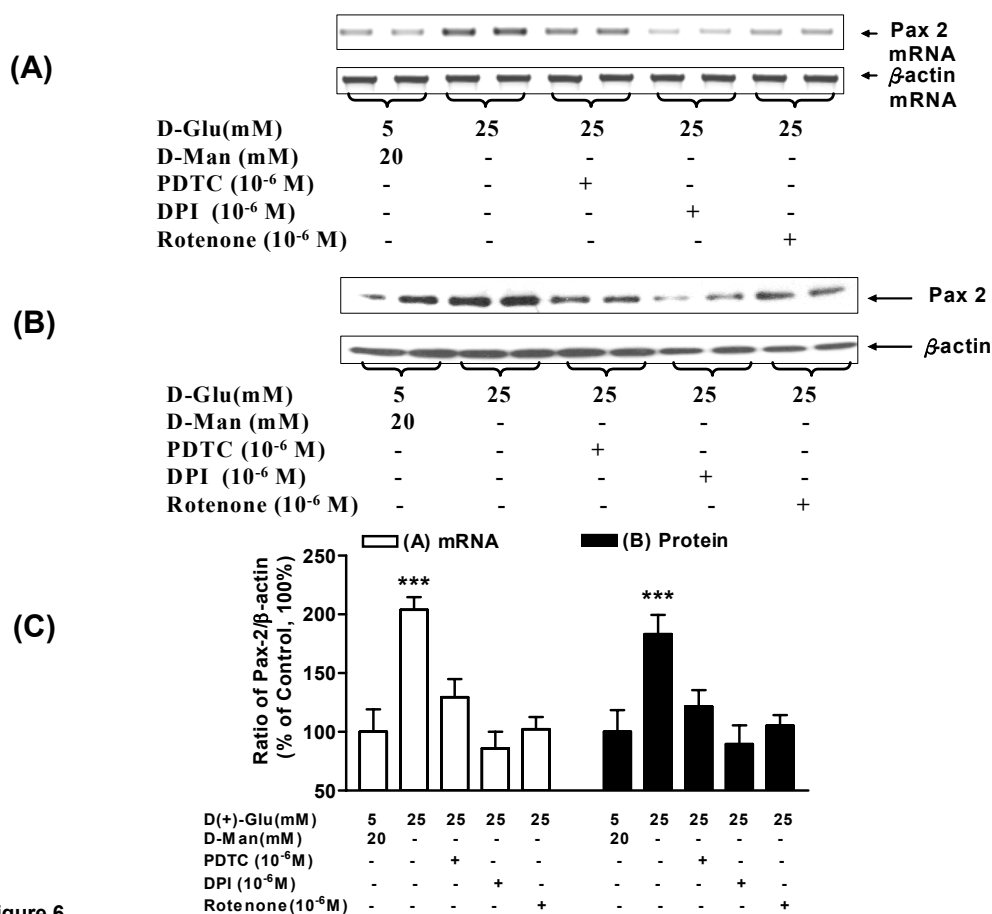 (A)
Pax 2
mRNA
β-actin
mRNA
D-Glu(mM) 5 25 25 25 25
D-Man (mM) 20 - - - -
PDTC (10⁻⁶ M) - - + - -
DPI (10⁻⁶ M) - - - + -
Rotenone (10⁻⁶ M) - - - - +
(B)
Pax 2
β-actin
D-Glu(mM) 5 25 25 25 25
D-Man (mM) 20 - - - -
PDTC (10⁻⁶ M) - - + - -
DPI (10⁻⁶ M) - - - + -
Rotenone (10⁻⁶ M) - - - - +
(C)
(A) mRNA (B) Protein
Ratio of Pax-2/β-actin
(% of Control, 100%)
250
200
150
100
50
*** ***
D(+)-Glu(mM) 5 25 25 25 25 5 25 25 25 25
D-Man(mM) 20 - - - - 20 - - - -
PDTC (10⁻⁶M) - - + - - - - + - -
DPI (10⁻⁶M) - - - + - - - - + -
Rotenone(10⁻⁶M) - - - - + - - - - +
igure 6